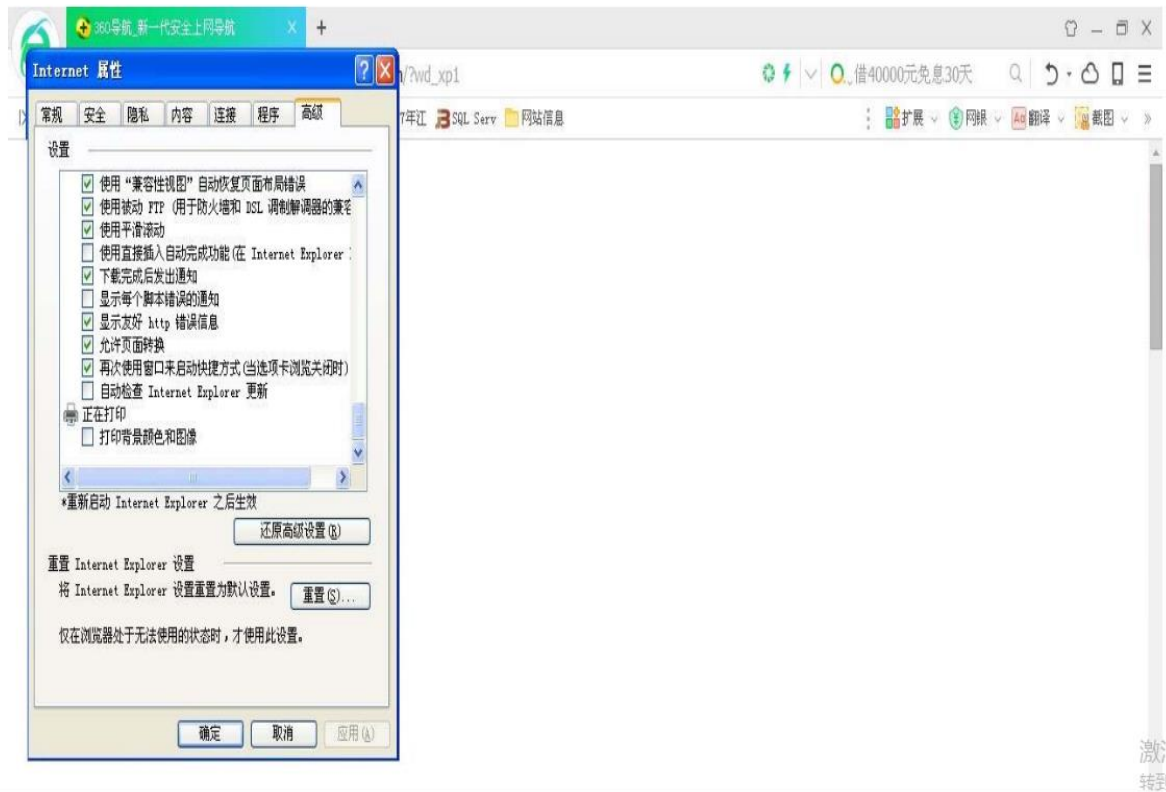 360导航_新一代安全上网导航
Internet 属性
/?wd_xp1
借40000元免息30天
常规 安全 隐私 内容 连接 程序 高级
7年江 SQL Serv 网站信息
扩展 网银 翻译 截图
设置
使用“兼容性视图”自动恢复页面布局错误
使用被动 FTP (用于防火墙和 DSL 调制解调器的兼容
使用平滑滚动
使用直接插入自动完成功能(在 Internet Explorer
下载完成后发出通知
显示每个脚本错误的通知
显示友好 http 错误信息
允许页面转换
再次使用窗口来启动快捷方式(当选项卡浏览关闭时)
自动检查 Internet Explorer 更新
正在打印
打印背景颜色和图像
*重新启动 Internet Explorer 之后生效
还原高级设置(R)
重置 Internet Explorer 设置
将 Internet Explorer 设置重置为默认设置。
重置(S)...
仅在浏览器处于无法使用的状态时，才使用此设置。
确定 取消 应用(A)
激
转到